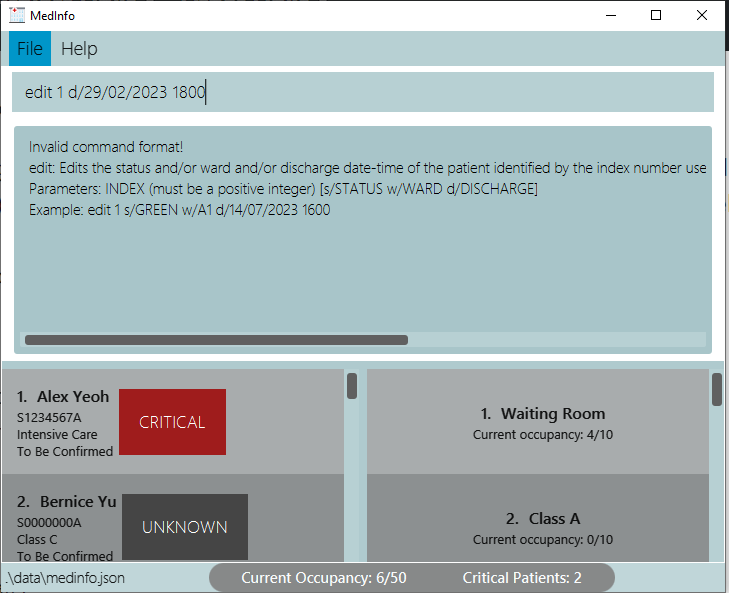 MedInfo
File Help
edit 1 d/29/02/2023 1800
Invalid command format!
edit: Edits the status and/or ward and/or discharge date-time of the patient identified by the index number use
Parameters: INDEX (must be a positive integer) [s/STATUS w/WARD d/DISCHARGE]
Example: edit 1 s/GREEN w/A1 d/14/07/2023 1600
1. Alex Yeoh
S1234567A
Intensive Care
To Be Confirmed
CRITICAL
1. Waiting Room
Current occupancy: 4/10
2. Bernice Yu
S0000000A
Class C
To Be Confirmed
UNKNOWN
2. Class A
Current occupancy: 0/10
.\data\medinfo.json
Current Occupancy: 6/50
Critical Patients: 2